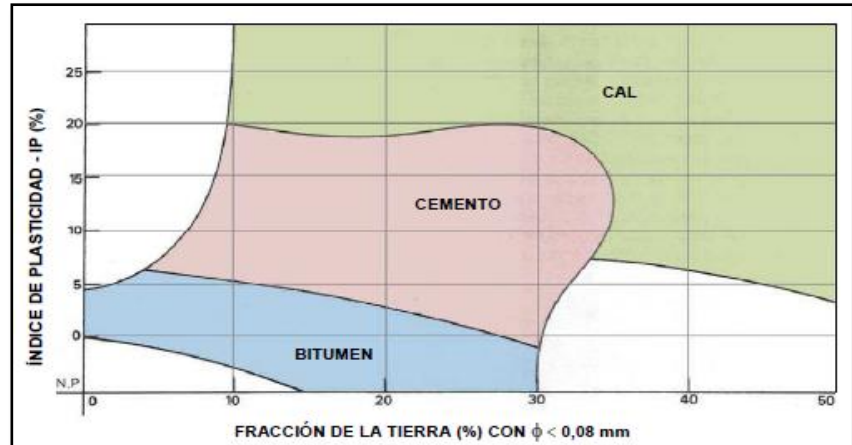 ÍNDICE DE PLASTICIDAD - IP (%)
25
20
15
10
5
0
N.P
CAL
CEMENTO
BITUMEN
0 10 20 30 40 50
FRACCIÓN DE LA TIERRA (%) CON ϕ < 0,08 mm